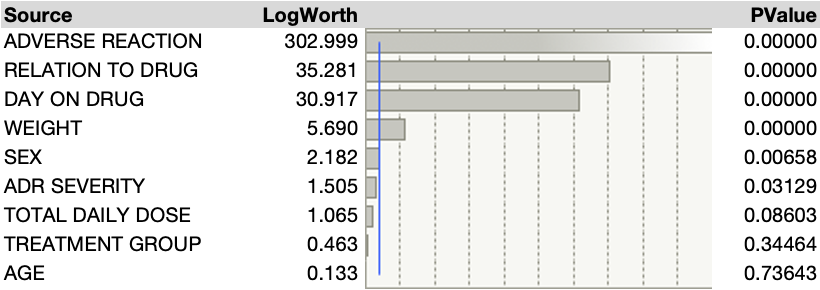 Source LogWorth PValue
ADVERSE REACTION 302.999 0.00000
RELATION TO DRUG 35.281 0.00000
DAY ON DRUG 30.917 0.00000
WEIGHT 5.690 0.00000
SEX 2.182 0.00658
ADR SEVERITY 1.505 0.03129
TOTAL DAILY DOSE 1.065 0.08603
TREATMENT GROUP 0.463 0.34464
AGE 0.133 0.73643